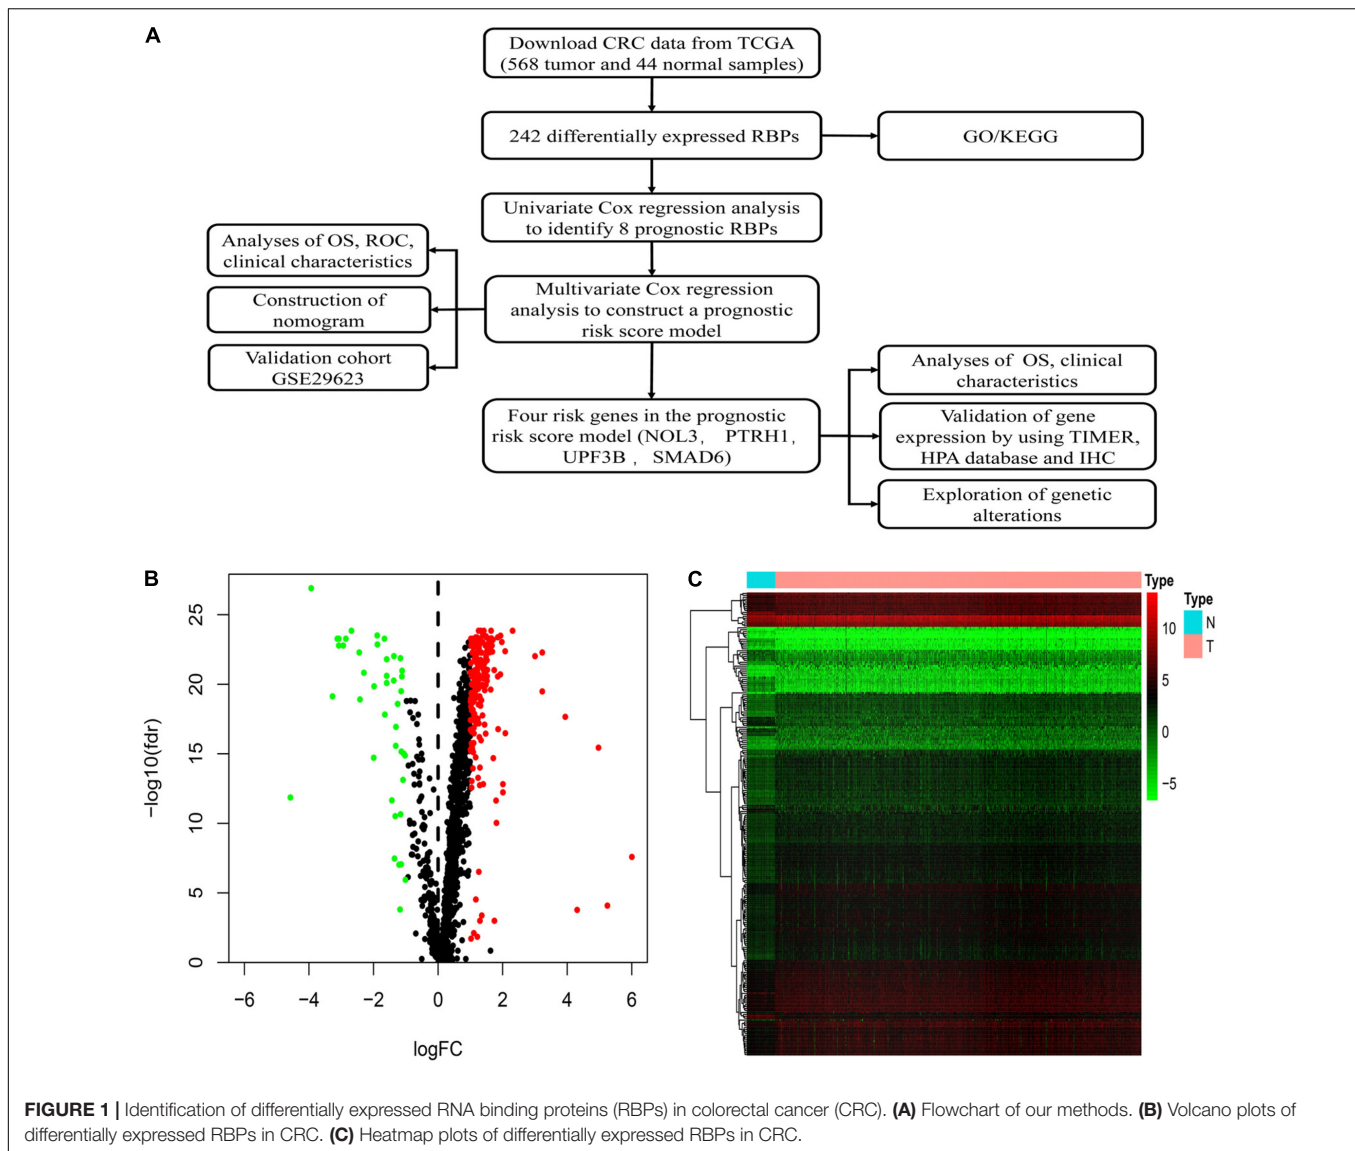 A
Download CRC data from TCGA
(568 tumor and 44 normal samples)
242 differentially expressed RBPs
GO/KEGG
Univariate Cox regression analysis
to identify 8 prognostic RBPs
Analyses of OS, ROC,
clinical characteristics
Construction of
nomogram
Validation cohort
GSE29623
Multivariate Cox regression
analysis to construct a prognostic
risk score model
Four risk genes in the prognostic
risk score model (NOL3, PTRH1,
UPF3B , SMAD6)
Analyses of OS, clinical
characteristics
Validation of gene
expression by using TIMER,
HPA database and IHC
Exploration of genetic
alterations
B
−log10(fdr)
25
20
15
10
5
0
−6 −4 −2 0 2 4 6
logFC
C
Type
10
5
0
−5
Type
N
T
FIGURE 1 | Identification of differentially expressed RNA binding proteins (RBPs) in colorectal cancer (CRC). (A) Flowchart of our methods. (B) Volcano plots of
differentially expressed RBPs in CRC. (C) Heatmap plots of differentially expressed RBPs in CRC.